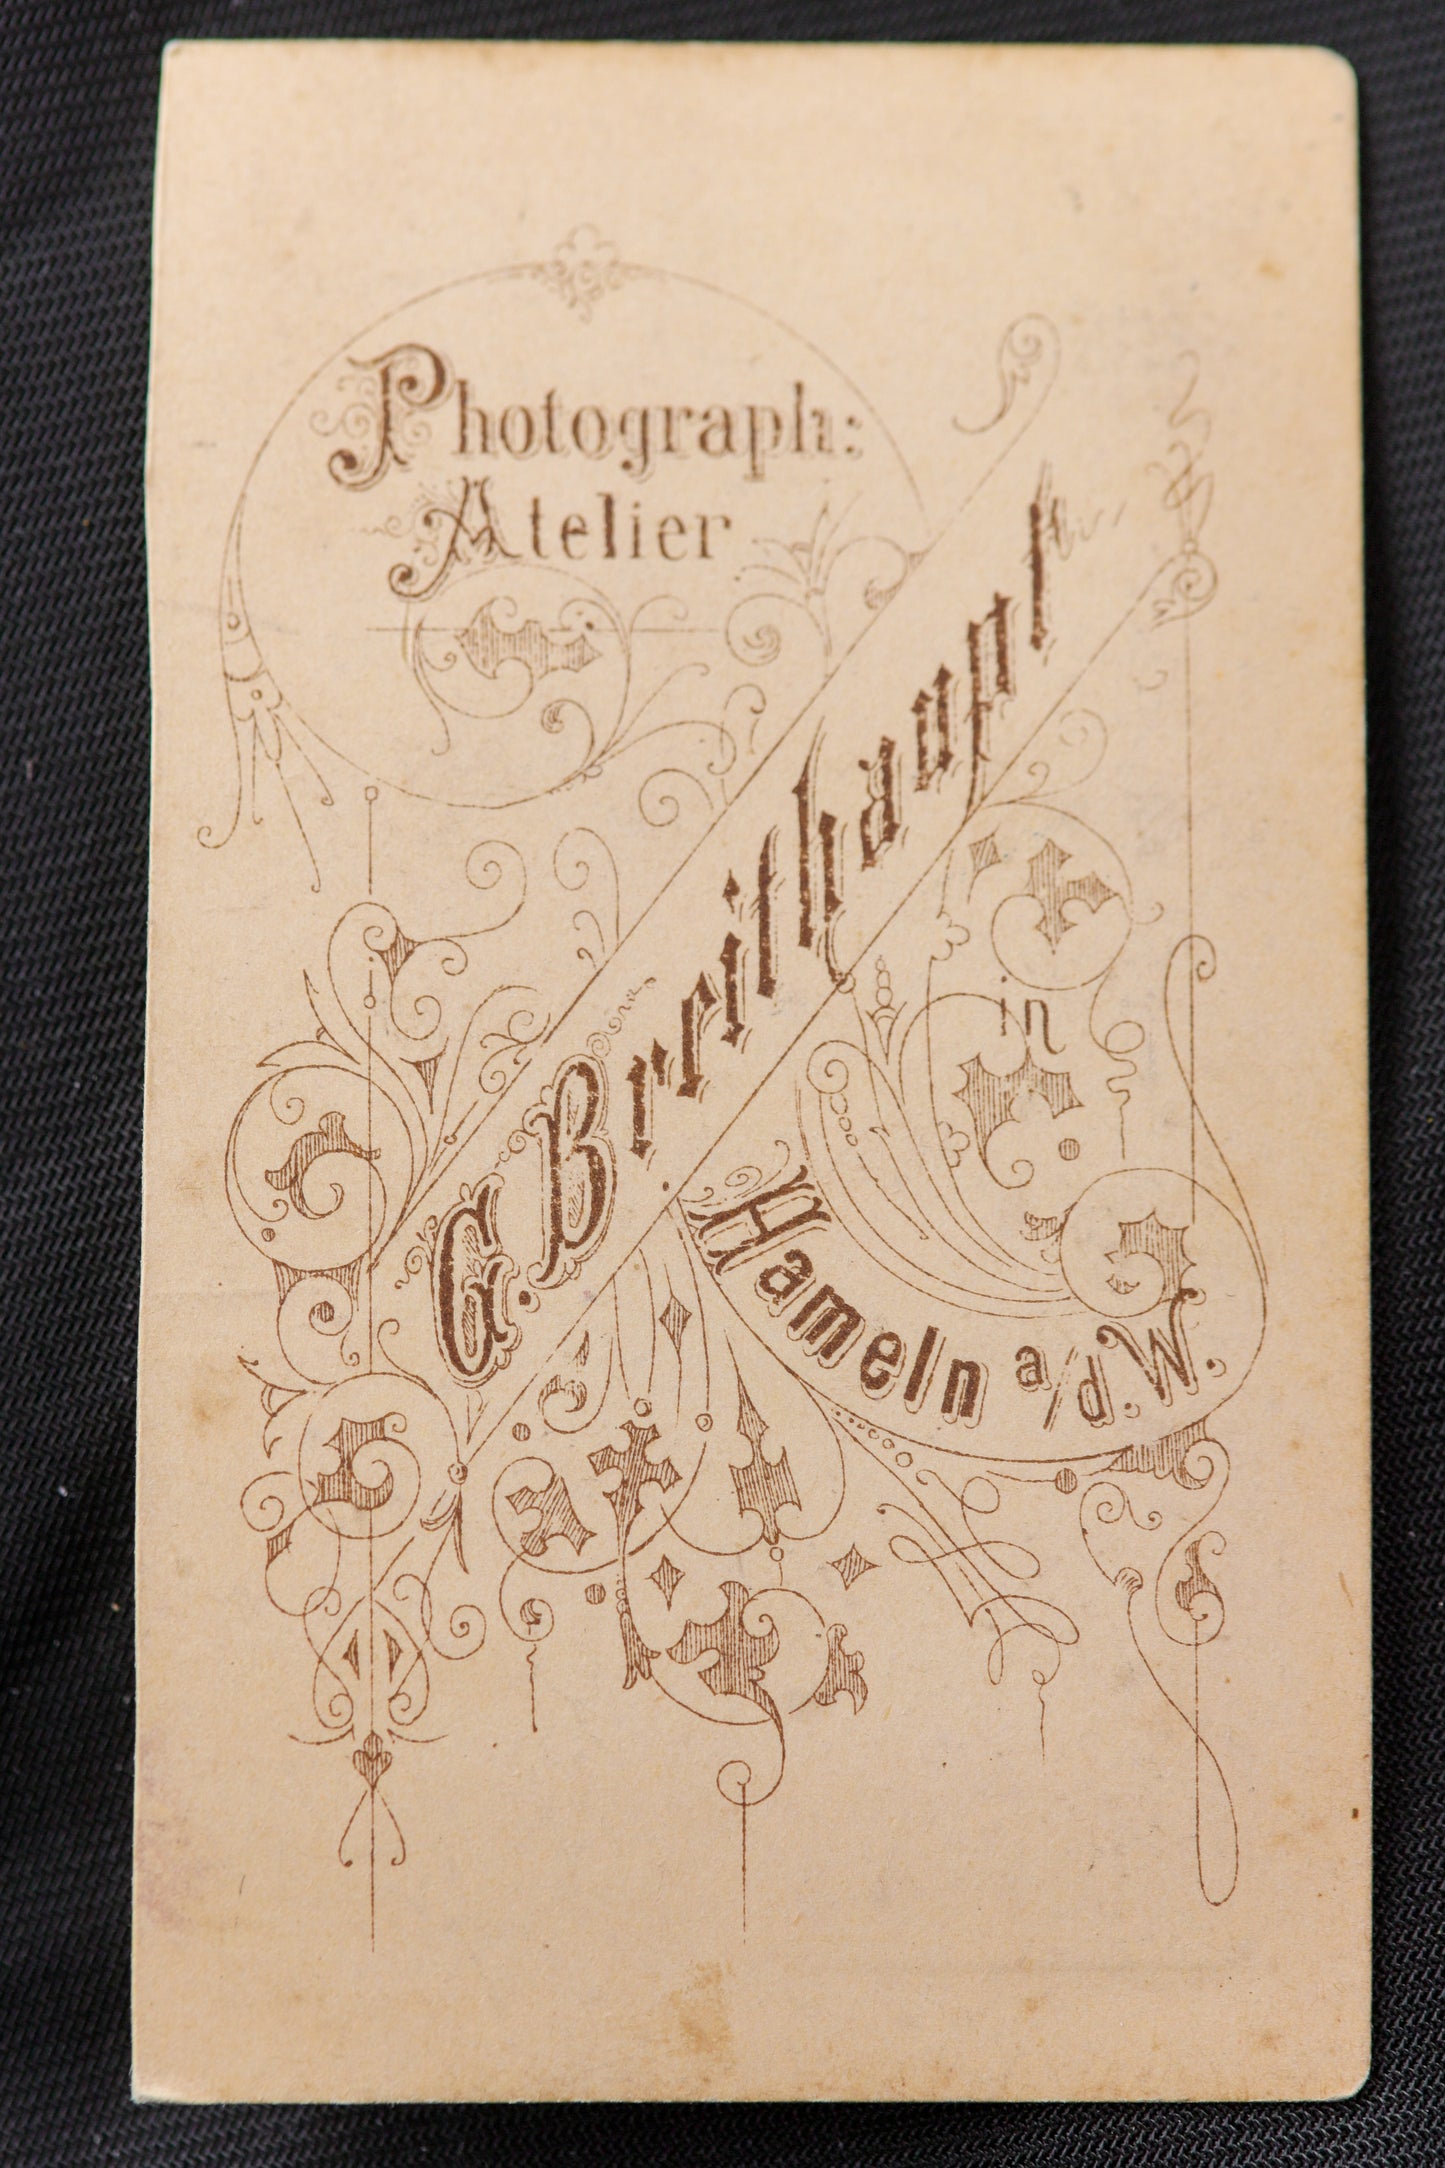 Photograph:
Atelier
G. Breithaupt
in
Hameln a/d. W.